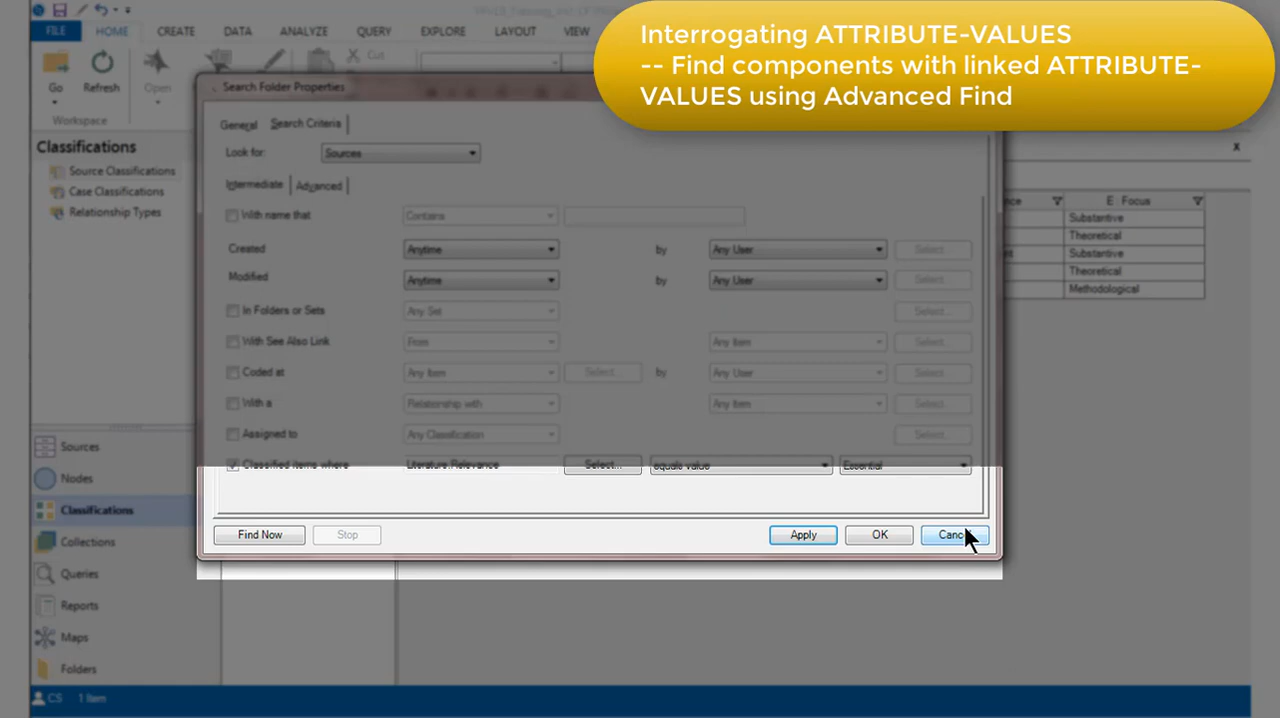 Interrogating ATTRIBUTE-VALUES
-- Find components with linked ATTRIBUTE-
VALUES using Advanced Find
FILE HOME CREATE DATA ANALYZE QUERY EXPLORE LAYOUT VIEW
Cut
Go Refresh Open
Workspace
Search Folder Properties
General Search Criteria
Classifications
X
Look for: Sources
Source Classifications
Case Classifications
Relationship Types
Intermediate Advanced
E : Focus
Substantive
Theoretical
Substantive
Theoretical
Methodological
With name that Contains
Created Anytime by Any User Select...
Modified Anytime by Any User Select...
In Folders or Sets Any Set Select...
With See Also Link From Any Item Select...
Coded at Any Item Select... by Any User Select
With a Relationship with Any Item Select...
Assigned to Any Classification Select...
Classified items where Literature:Relevance Select... equals value Essential
Find Now Stop Apply OK
Sources
Nodes
Classifications
Collections
Queries
Reports
Maps
Folders
CS 1 Item